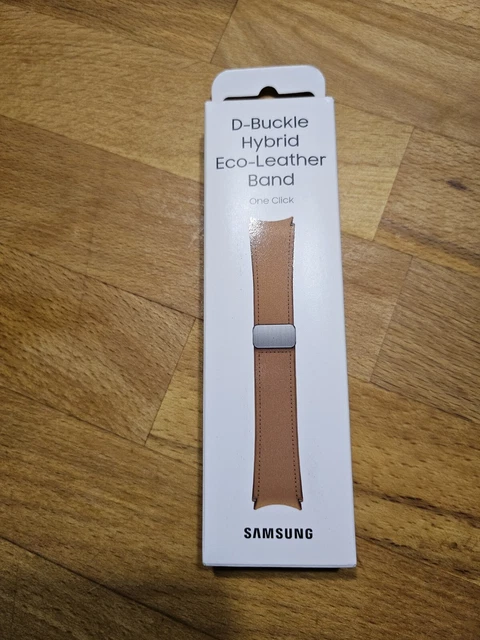 D-Buckle
Hybrid
Eco-Leather
Band
One Click
SAMSUNG